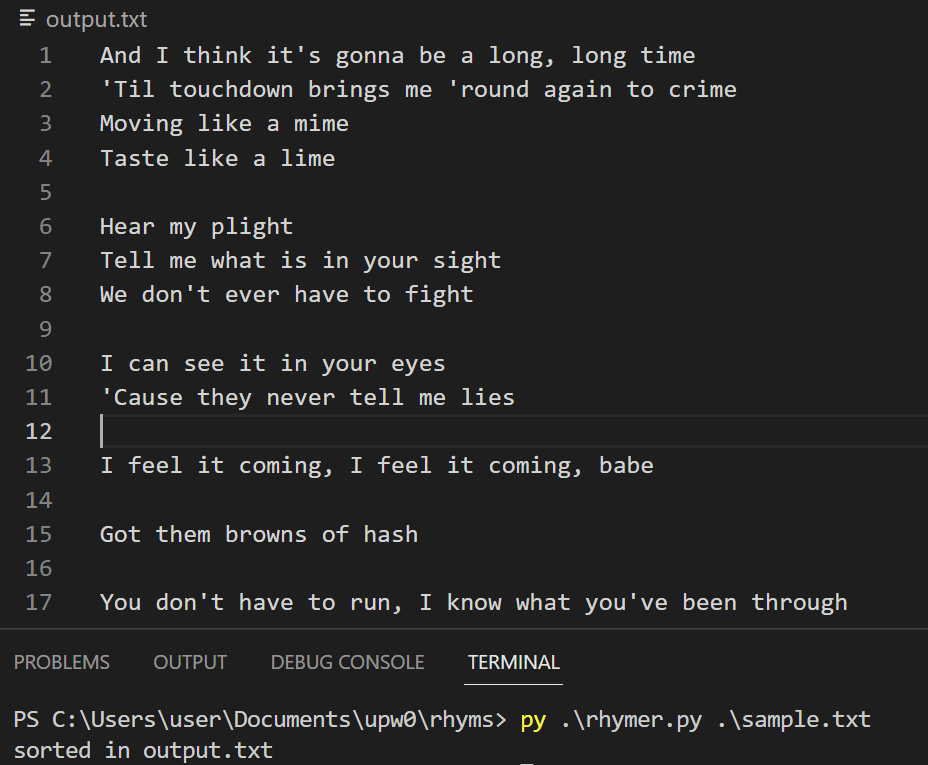 output.txt
1 And I think it's gonna be a long, long time
2 'Til touchdown brings me 'round again to crime
3 Moving like a mime
4 Taste like a lime
5
6 Hear my plight
7 Tell me what is in your sight
8 We don't ever have to fight
9
10 I can see it in your eyes
11 'Cause they never tell me lies
12
13 I feel it coming, I feel it coming, babe
14
15 Got them browns of hash
16
17 You don't have to run, I know what you've been through
PROBLEMS OUTPUT DEBUG CONSOLE TERMINAL
PS C:\Users\user\Documents\upw0\rhyms> py .\rhymer.py .\sample.txt
sorted in output.txt